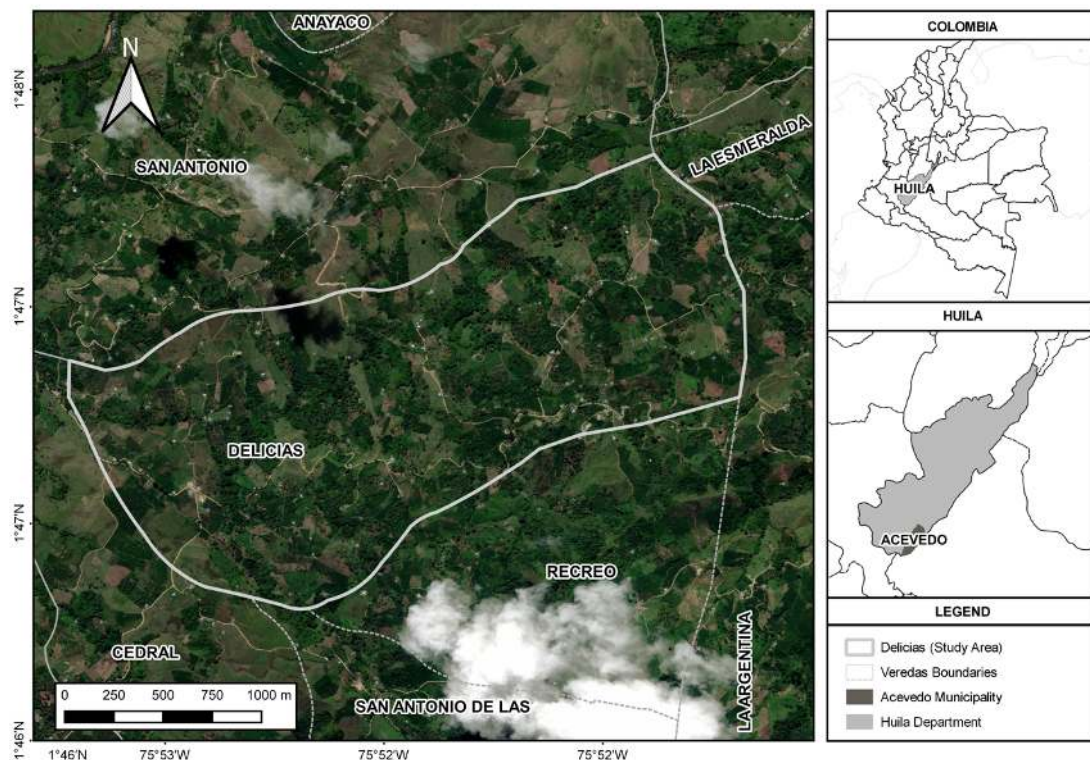 ANAYACO
N
1°48'N
SAN ANTONIO
LA ESMERALDA
1°47'N
DELICIAS
1°47'N
RECREO
CEDRAL
LA ARGENTINA
0 250 500 750 1000 m
SAN ANTONIO DE LAS
1°46'N
1°46'N 75°53'W 75°52'W 75°52'W
COLOMBIA
HUILA
HUILA
ACEVEDO
LEGEND
Delicias (Study Area)
Veredas Boundaries
Acevedo Municipality
Huila Department